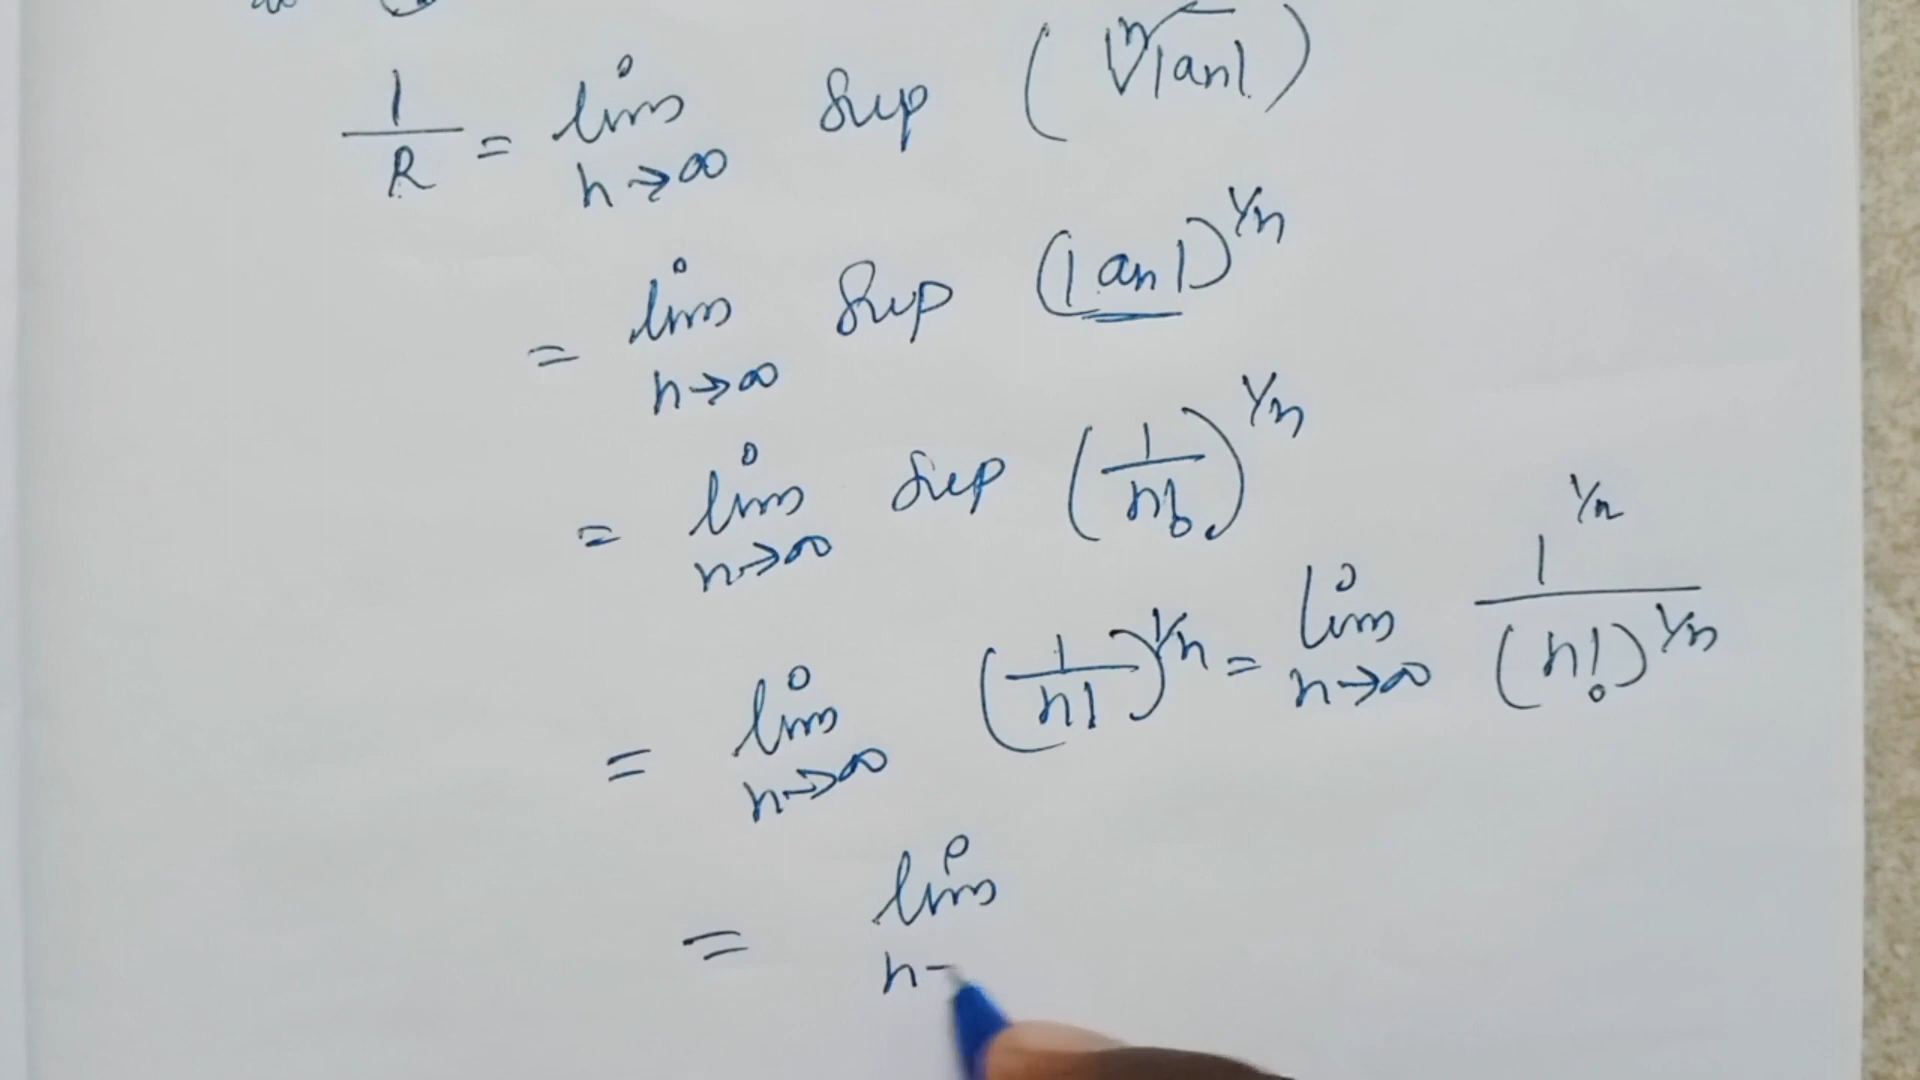 1/R = lim n→∞ Sup (ⁿ√|an|)
= lim n→∞ Sup (|an|)^1/n
= lim n→∞ Sup (1/n!)^1/n
= lim n→∞ (1/n!)^1/n = lim n→∞ 1^1/n / (n!)^1/n
= lim n-